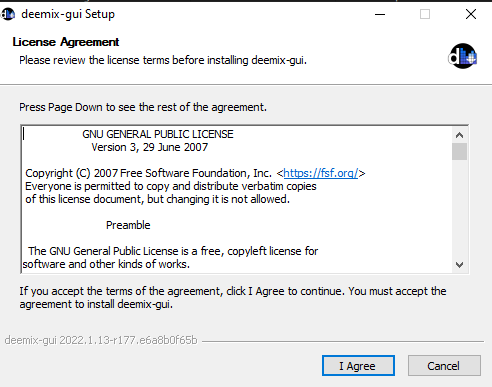 deemix-gui Setup
License Agreement
Please review the license terms before installing deemix-gui.
Press Page Down to see the rest of the agreement.
GNU GENERAL PUBLIC LICENSE
Version 3, 29 June 2007
Copyright (C) 2007 Free Software Foundation, Inc. <https://fsf.org/>
Everyone is permitted to copy and distribute verbatim copies
of this license document, but changing it is not allowed.
Preamble
The GNU General Public License is a free, copyleft license for
software and other kinds of works.
If you accept the terms of the agreement, click I Agree to continue. You must accept the
agreement to install deemix-gui.
deemix-gui 2022.1.13-r177.e6a8b0f65b
I Agree
Cancel